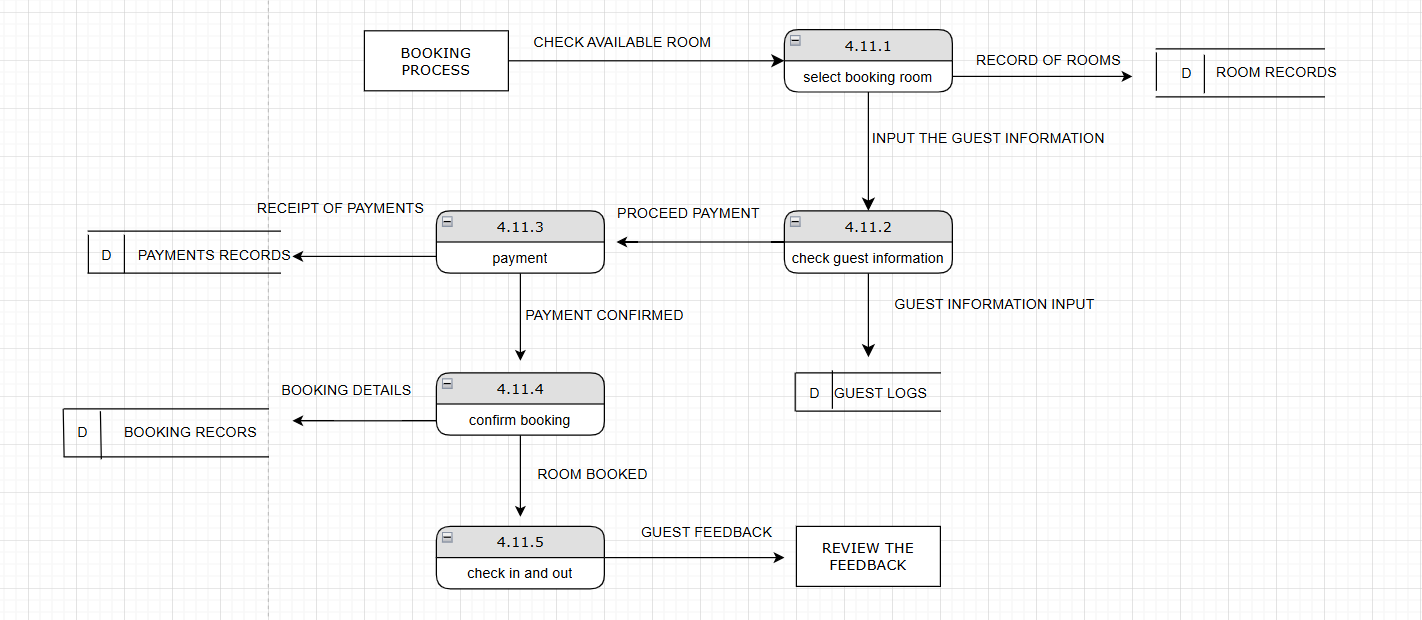 BOOKING
PROCESS
CHECK AVAILABLE ROOM
4.11.1
select booking room
RECORD OF ROOMS
D
ROOM RECORDS
INPUT THE GUEST INFORMATION
RECEIPT OF PAYMENTS
D
PAYMENTS RECORDS
4.11.3
payment
PROCEED PAYMENT
4.11.2
check guest information
PAYMENT CONFIRMED
GUEST INFORMATION INPUT
D
GUEST LOGS
BOOKING DETAILS
D
BOOKING RECORS
4.11.4
confirm booking
ROOM BOOKED
4.11.5
check in and out
GUEST FEEDBACK
REVIEW THE
FEEDBACK